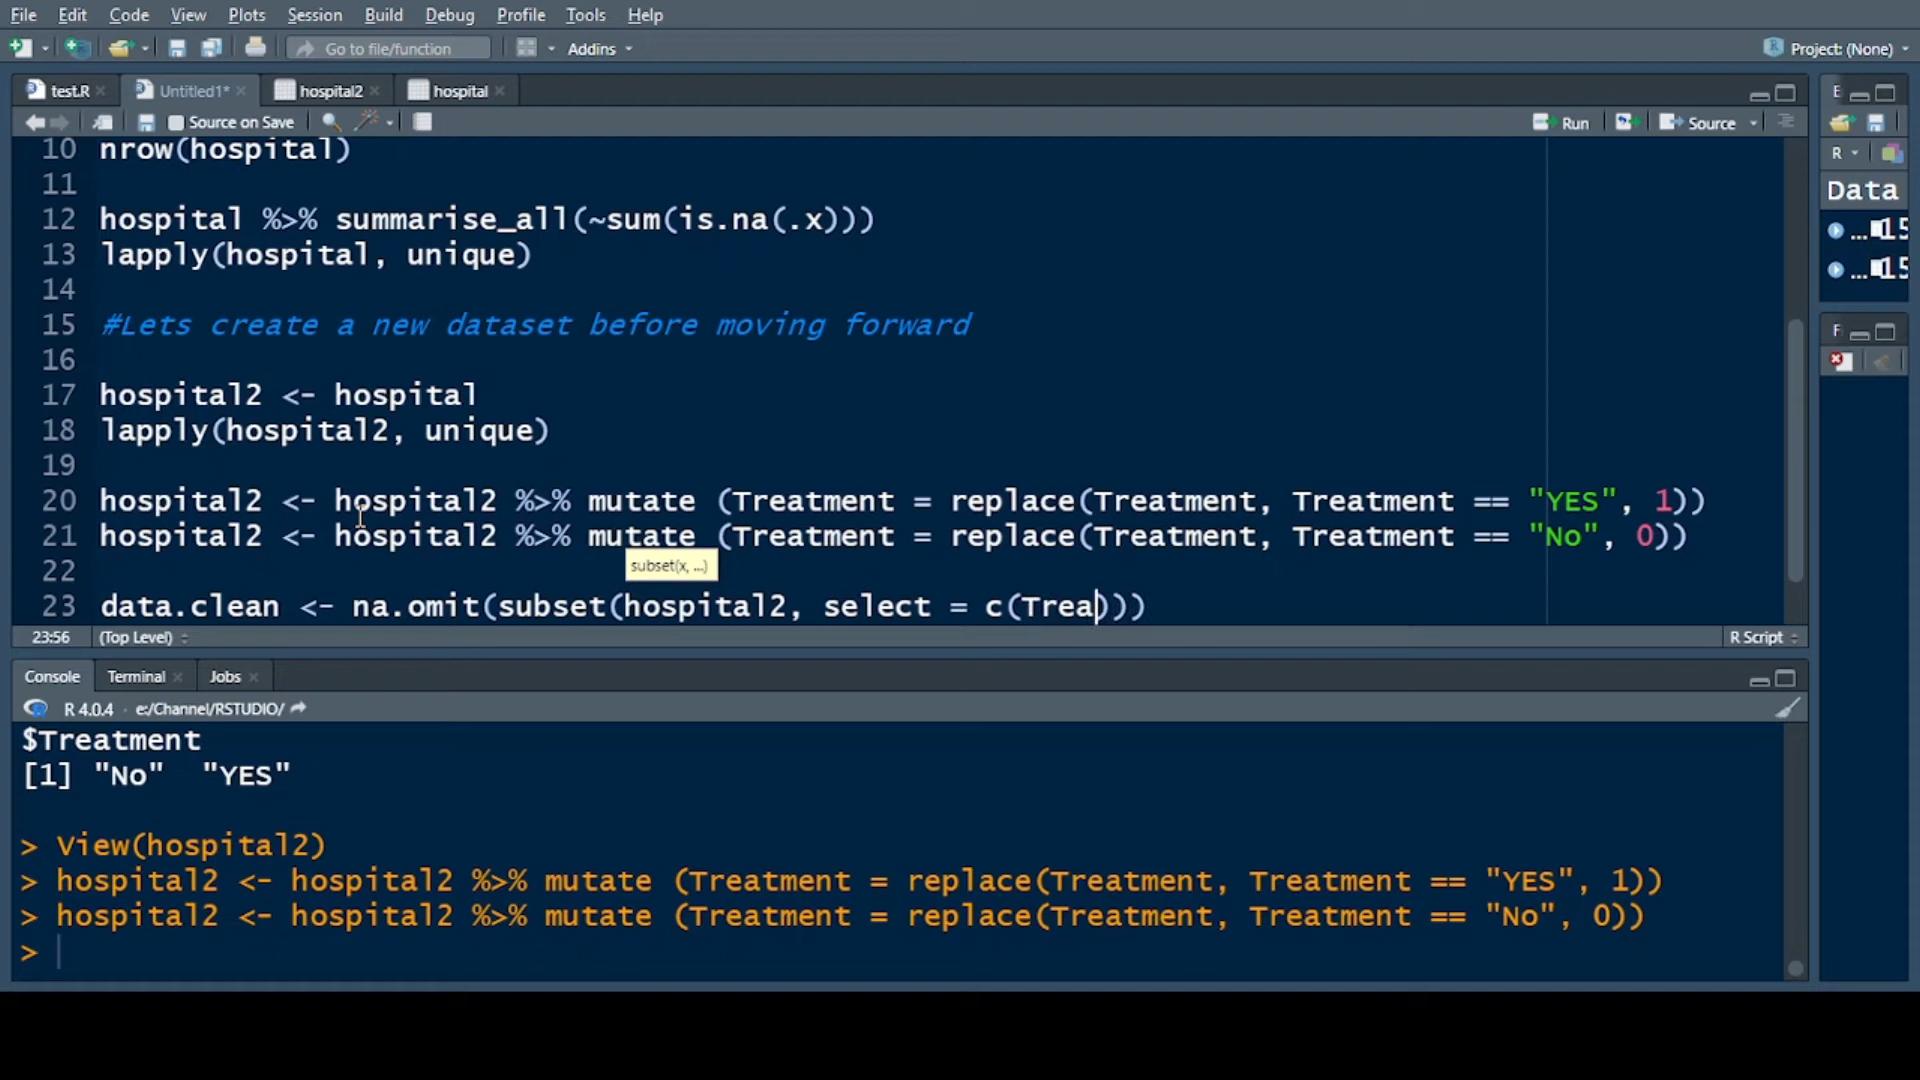 File Edit Code View Plots Session Build Debug Profile Tools Help
Go to file/function Addins Project: (None)
test.R Untitled1* hospital2 hospital E
Source on Save Run Source
R
Data
...15
...15
F
10 nrow(hospital)
11
12 hospital %>% summarise_all(~sum(is.na(.x)))
13 lapply(hospital, unique)
14
15 #Lets create a new dataset before moving forward
16
17 hospital2 <- hospital
18 lapply(hospital2, unique)
19
20 hospital2 <- hospital2 %>% mutate (Treatment = replace(Treatment, Treatment == "YES", 1))
21 hospital2 <- hospital2 %>% mutate (Treatment = replace(Treatment, Treatment == "No", 0))
subset(x, ...)
22
23 data.clean <- na.omit(subset(hospital2, select = c(Trea)))
23:56 (Top Level) R Script
Console Terminal Jobs
R 4.0.4 · e:/Channel/RSTUDIO/
$Treatment
[1] "No" "YES"
> View(hospital2)
> hospital2 <- hospital2 %>% mutate (Treatment = replace(Treatment, Treatment == "YES", 1))
> hospital2 <- hospital2 %>% mutate (Treatment = replace(Treatment, Treatment == "No", 0))
>